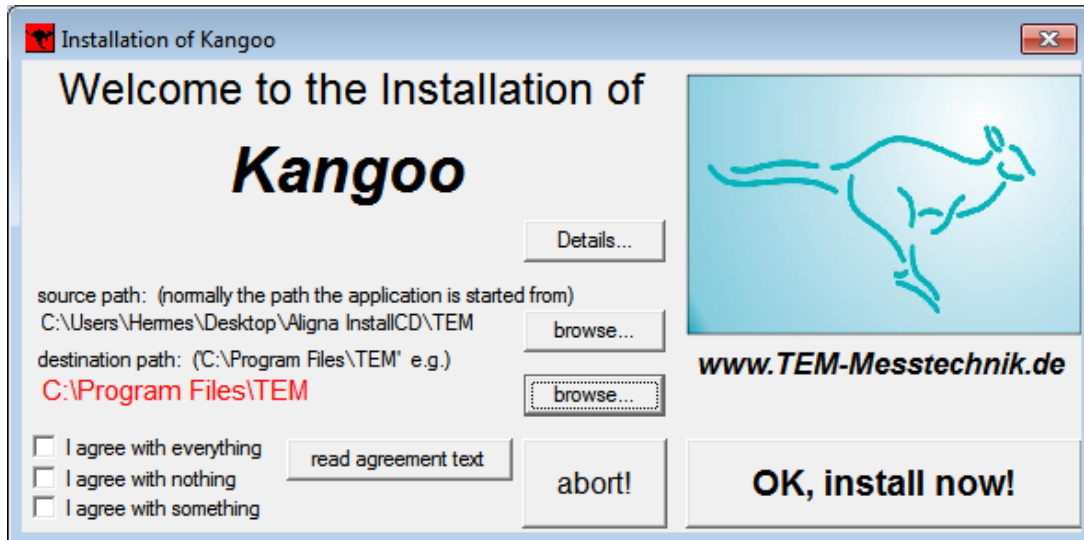 Installation of Kangoo
Welcome to the Installation of
Kangoo
Details...
source path:  (normally the path the application is started from)
C:\Users\Hermes\Desktop\Aligna InstallCD\TEM
browse...
destination path:  ('C:\Program Files\TEM'  e.g.)
C:\Program Files\TEM
browse...
www.TEM-Messtechnik.de
I agree with everything
I agree with nothing
I agree with something
read agreement text
abort!
OK, install now!